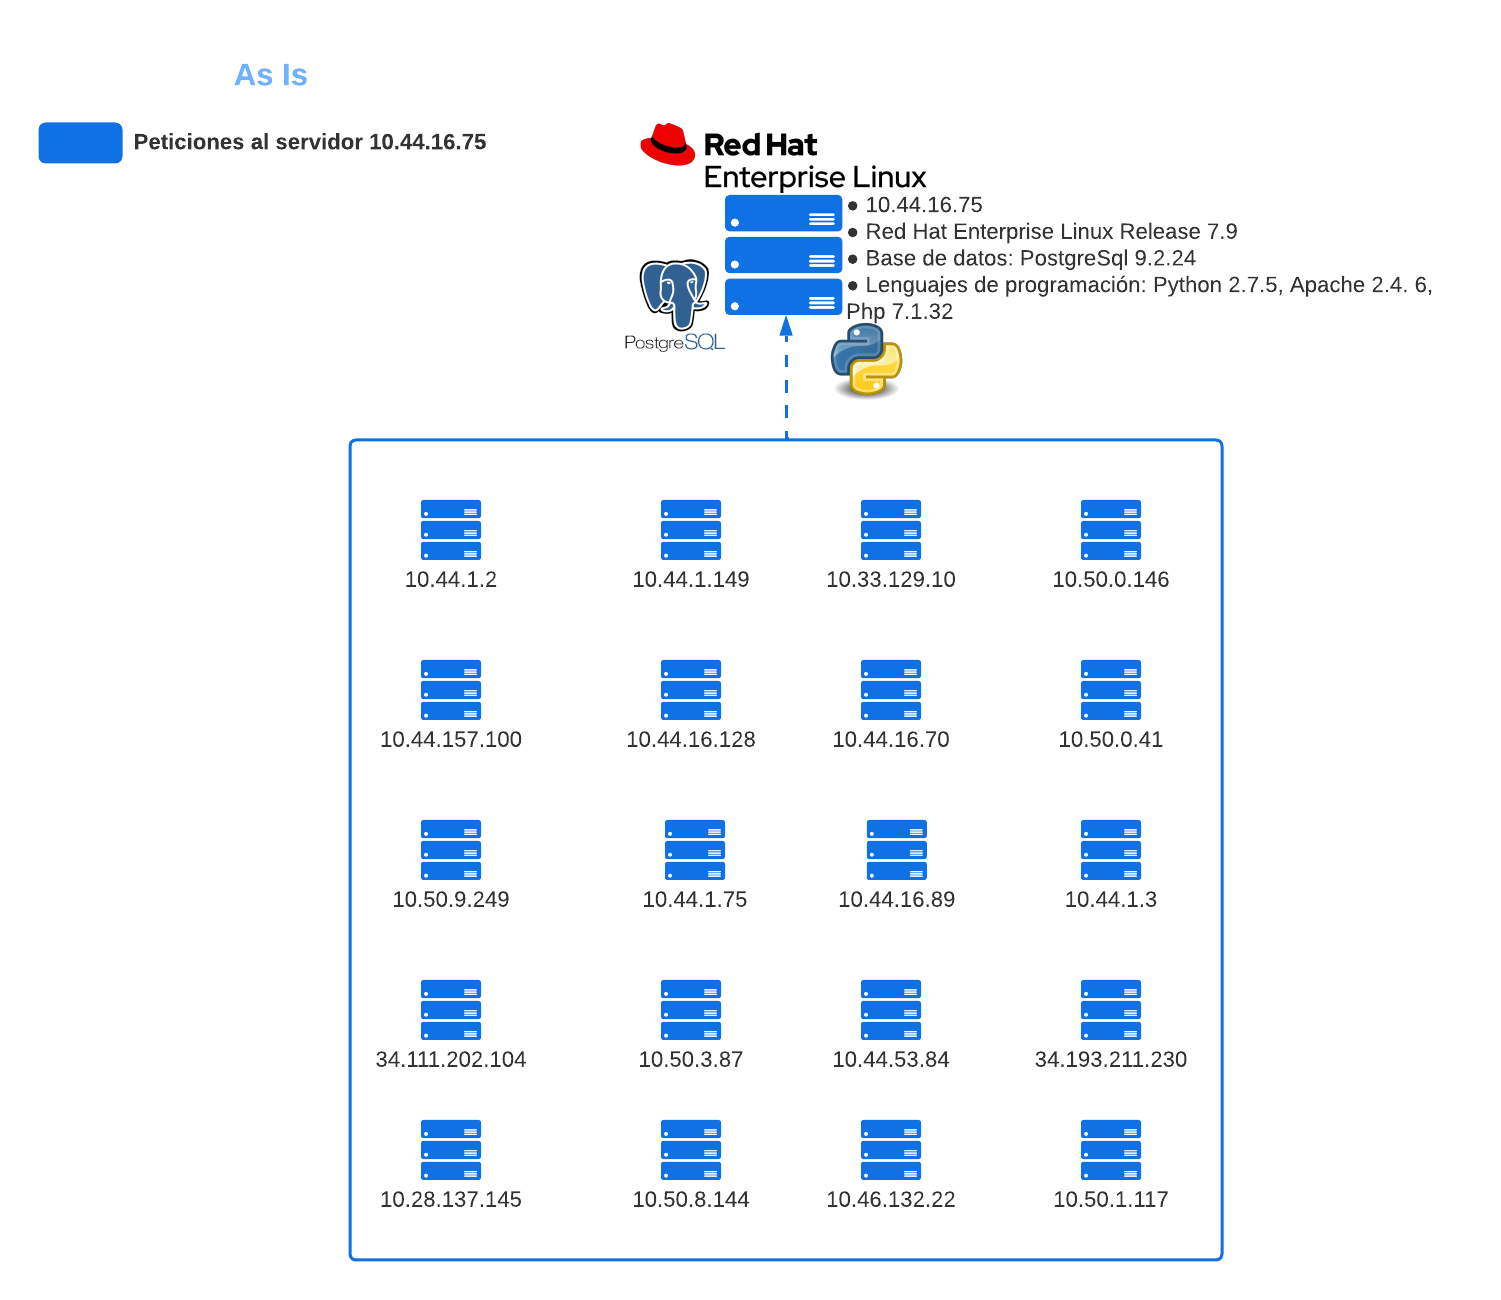 As Is
Peticiones al servidor 10.44.16.75
Red Hat
Enterprise Linux
• 10.44.16.75
• Red Hat Enterprise Linux Release 7.9
• Base de datos: PostgreSql 9.2.24
• Lenguajes de programación: Python 2.7.5, Apache 2.4. 6,
Php 7.1.32
PostgreSQL
10.44.1.2
10.44.1.149
10.33.129.10
10.50.0.146
10.44.157.100
10.44.16.128
10.44.16.70
10.50.0.41
10.50.9.249
10.44.1.75
10.44.16.89
10.44.1.3
34.111.202.104
10.50.3.87
10.44.53.84
34.193.211.230
10.28.137.145
10.50.8.144
10.46.132.22
10.50.1.117